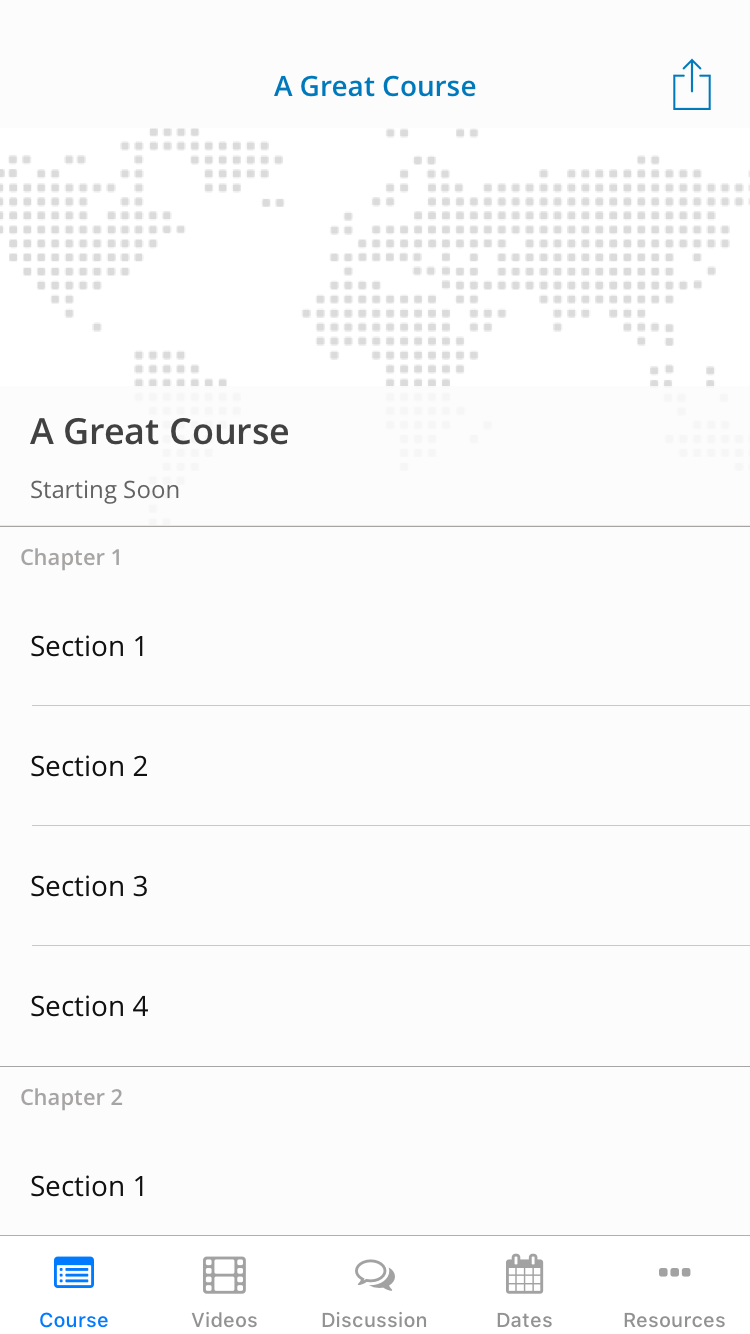 A Great Course
A Great Course
Starting Soon
Chapter 1
Section 1
Section 2
Section 3
Section 4
Chapter 2
Section 1
Course Videos Discussion Dates Resources